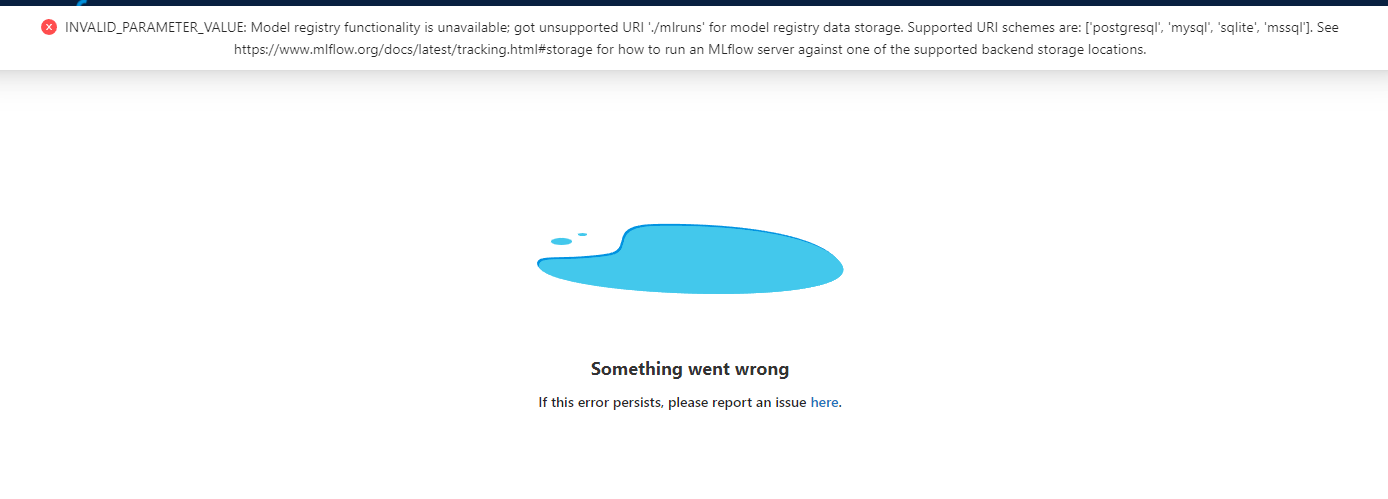 INVALID_PARAMETER_VALUE: Model registry functionality is unavailable; got unsupported URI './mlruns' for model registry data storage. Supported URI schemes are: ['postgresql', 'mysql', 'sqlite', 'mssql']. See
https://www.mlflow.org/docs/latest/tracking.html#storage for how to run an MLflow server against one of the supported backend storage locations.
Something went wrong
If this error persists, please report an issue here.